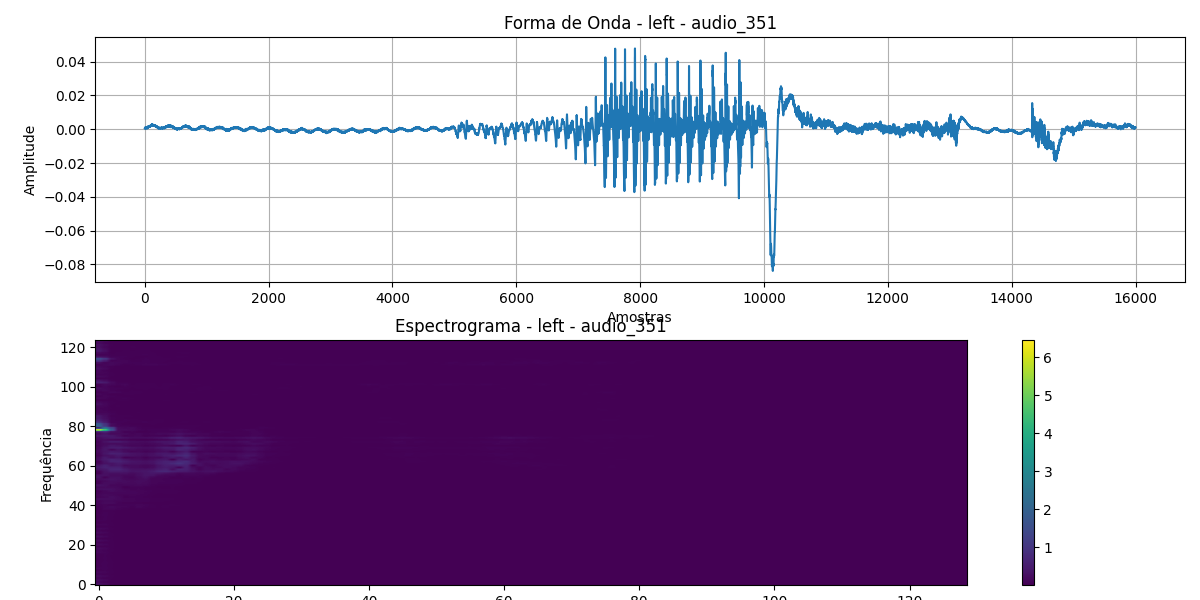 Forma de Onda - left - audio_351
Amplitude
0.04
0.02
0.00
−0.02
−0.04
−0.06
−0.08
0 2000 4000 6000 8000 10000 12000 14000 16000
Amostras
Espectrograma - left - audio_351
Frequência
120
100
80
60
40
20
0
0 20 40 60 80 100 120
6
5
4
3
2
1